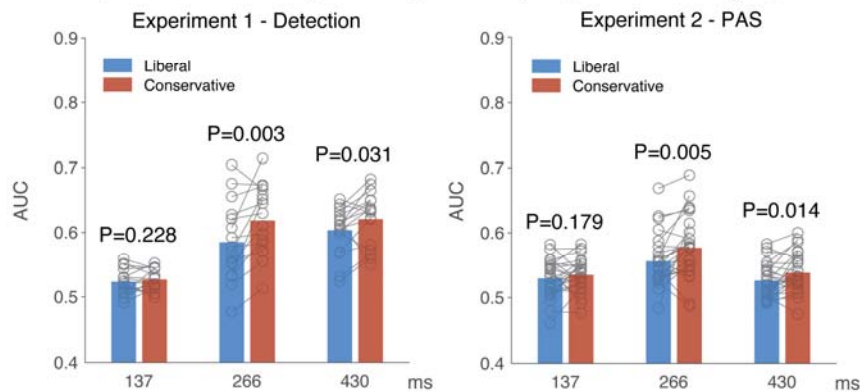 Experiment 1 - Detection
0.9
Liberal
Conservative
0.8
P=0.003
0.7
P=0.031
AUC
P=0.228
0.6
0.5
0.4
137 266 430 ms
Experiment 2 - PAS
0.9
Liberal
Conservative
0.8
P=0.005
0.7
AUC
P=0.179
P=0.014
0.6
0.5
0.4
137 266 430 ms